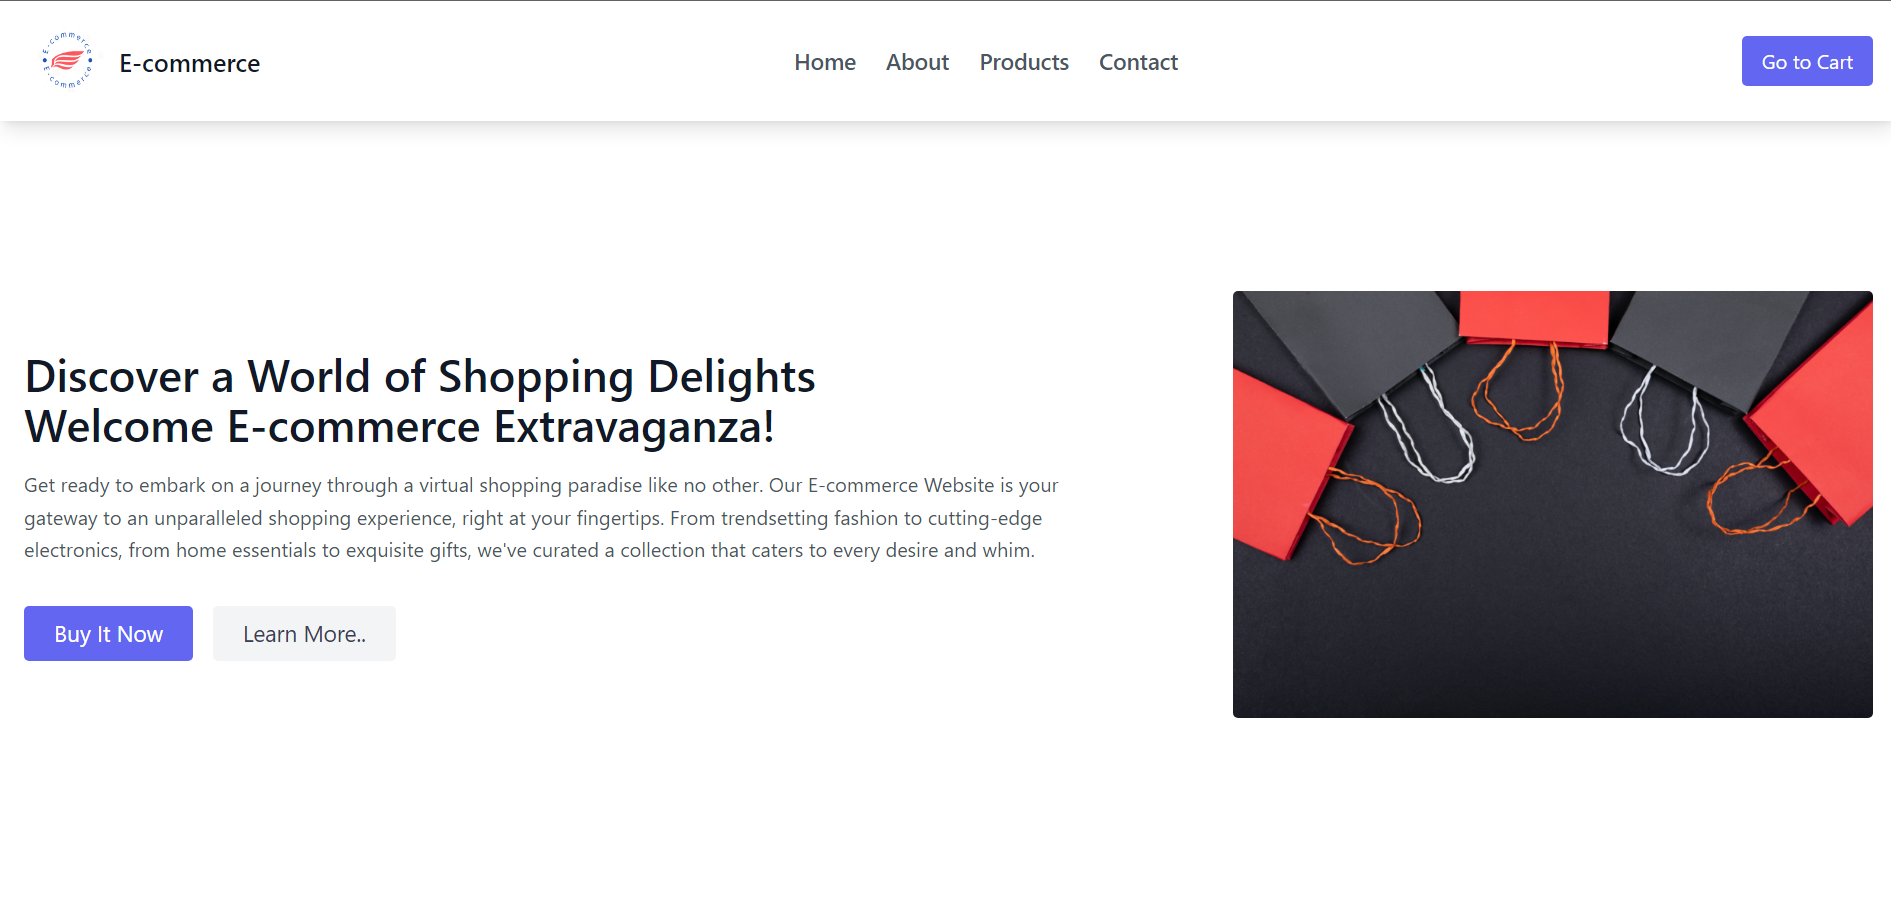 E-commerce
E-commerce
E-commerce
Home About Products Contact
Go to Cart
Discover a World of Shopping Delights
Welcome E-commerce Extravaganza!
Get ready to embark on a journey through a virtual shopping paradise like no other. Our E-commerce Website is your
gateway to an unparalleled shopping experience, right at your fingertips. From trendsetting fashion to cutting-edge
electronics, from home essentials to exquisite gifts, we've curated a collection that caters to every desire and whim.
Buy It Now
Learn More..